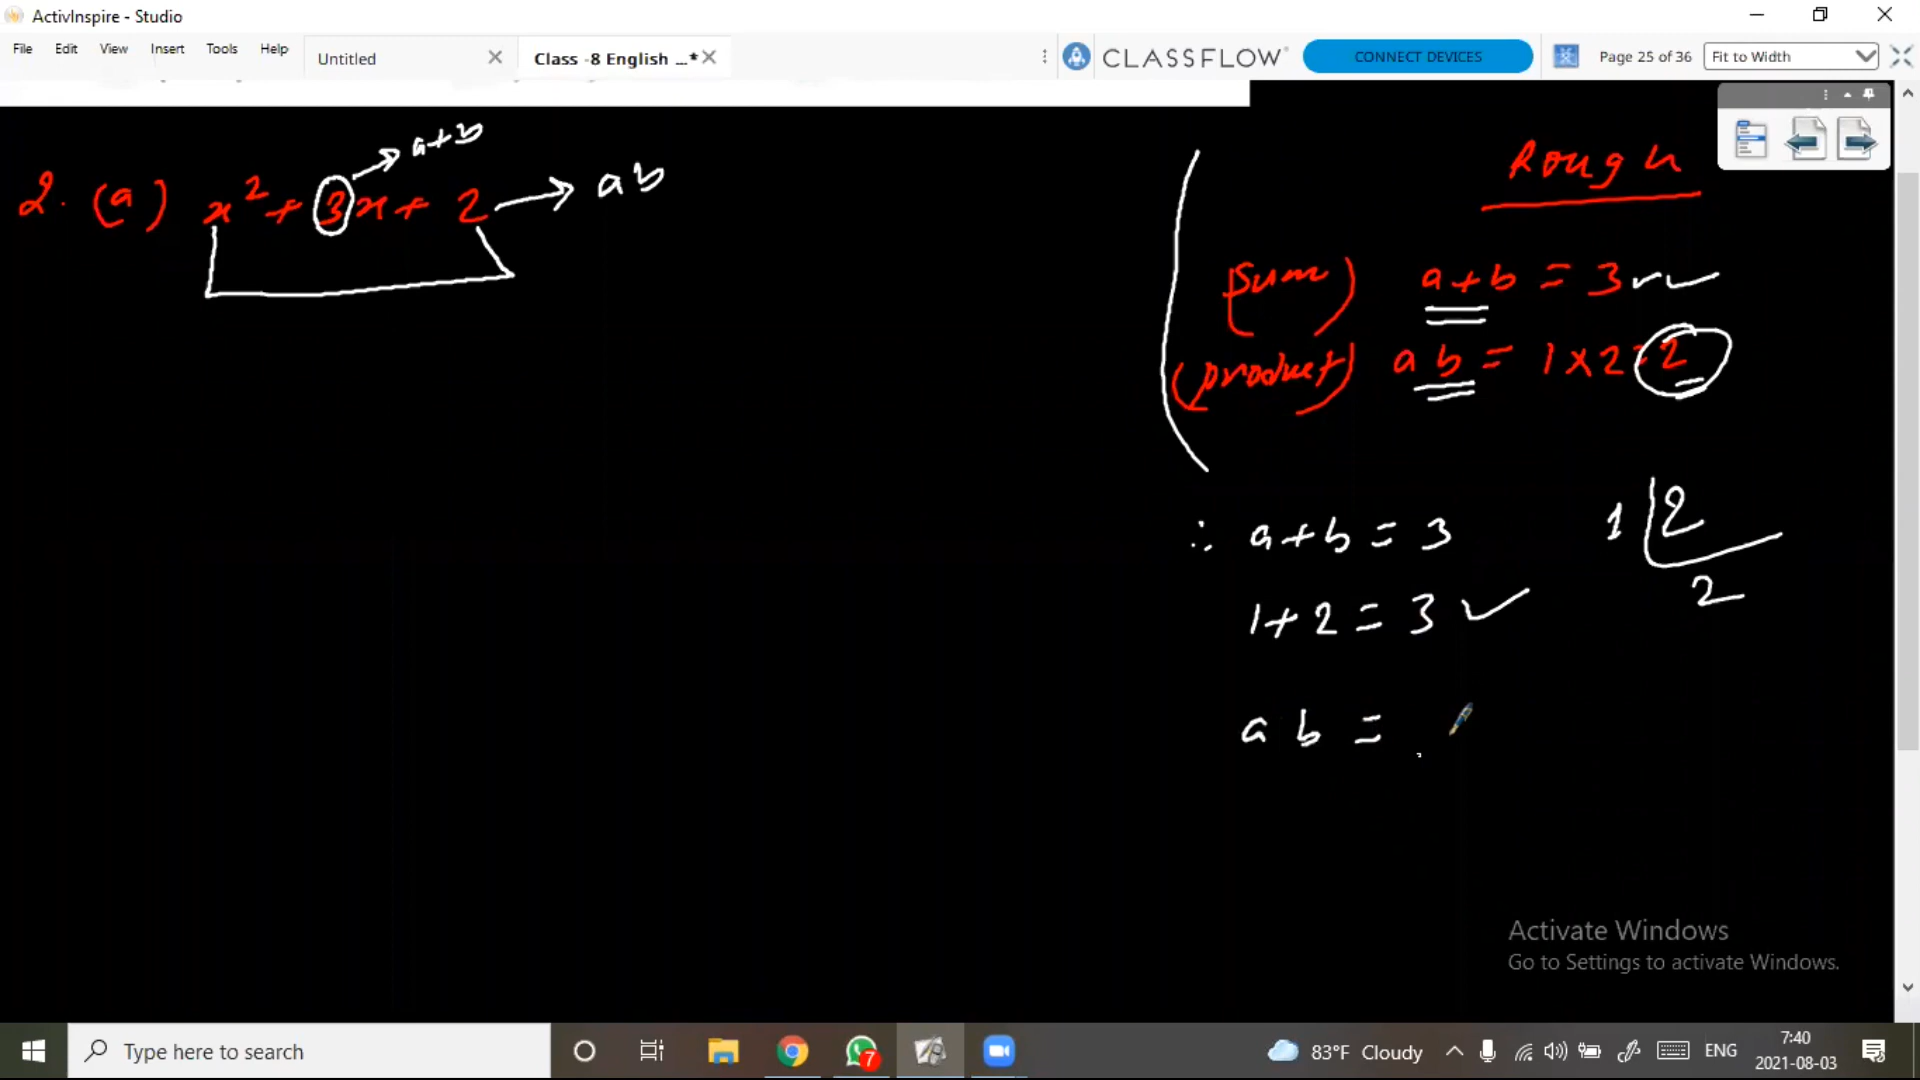 ActivInspire - Studio
File Edit View Insert Tools Help
Untitled
Class -8 English ...*
CLASSFLOW
CONNECT DEVICES
Page 25 of 36
Fit to Width
2. (a) x² + 3x + 2
a+b
ab
Rough
(sum) a+b = 3
(product) ab = 1×2=2
∴ a+b = 3
1+2 = 3 ✓
1 2
2
ab =
Activate Windows
Go to Settings to activate Windows.
Type here to search
7
83°F Cloudy
ENG
7:40
2021-08-03